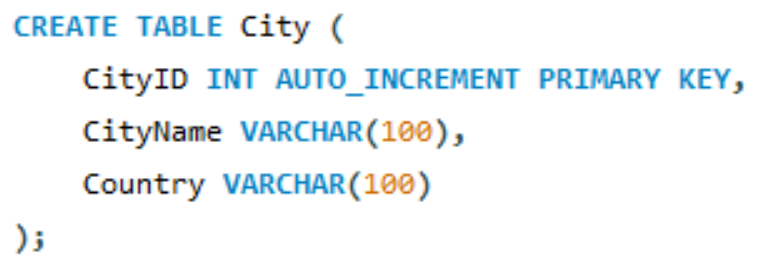 CREATE TABLE City (
    CityID INT AUTO_INCREMENT PRIMARY KEY,
    CityName VARCHAR(100),
    Country VARCHAR(100)
);